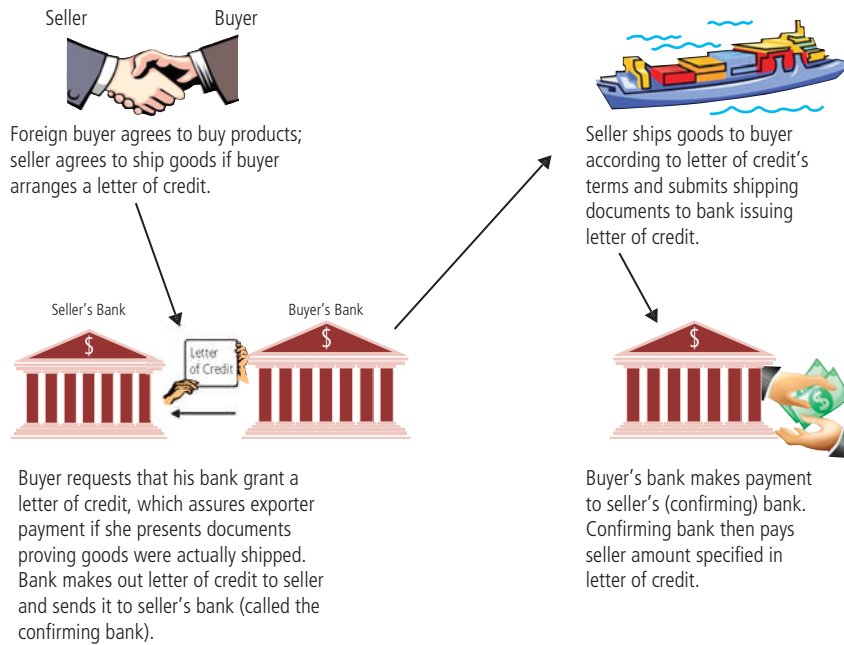 Seller
Buyer
Foreign buyer agrees to buy products;
seller agrees to ship goods if buyer
arranges a letter of credit.
Seller's Bank
Buyer's Bank
$
Letter
of Credit
$
Buyer requests that his bank grant a
letter of credit, which assures exporter
payment if she presents documents
proving goods were actually shipped.
Bank makes out letter of credit to seller
and sends it to seller's bank (called the
confirming bank).
Seller ships goods to buyer
according to letter of credit's
terms and submits shipping
documents to bank issuing
letter of credit.
$
$
Buyer's bank makes payment
to seller's (confirming) bank.
Confirming bank then pays
seller amount specified in
letter of credit.